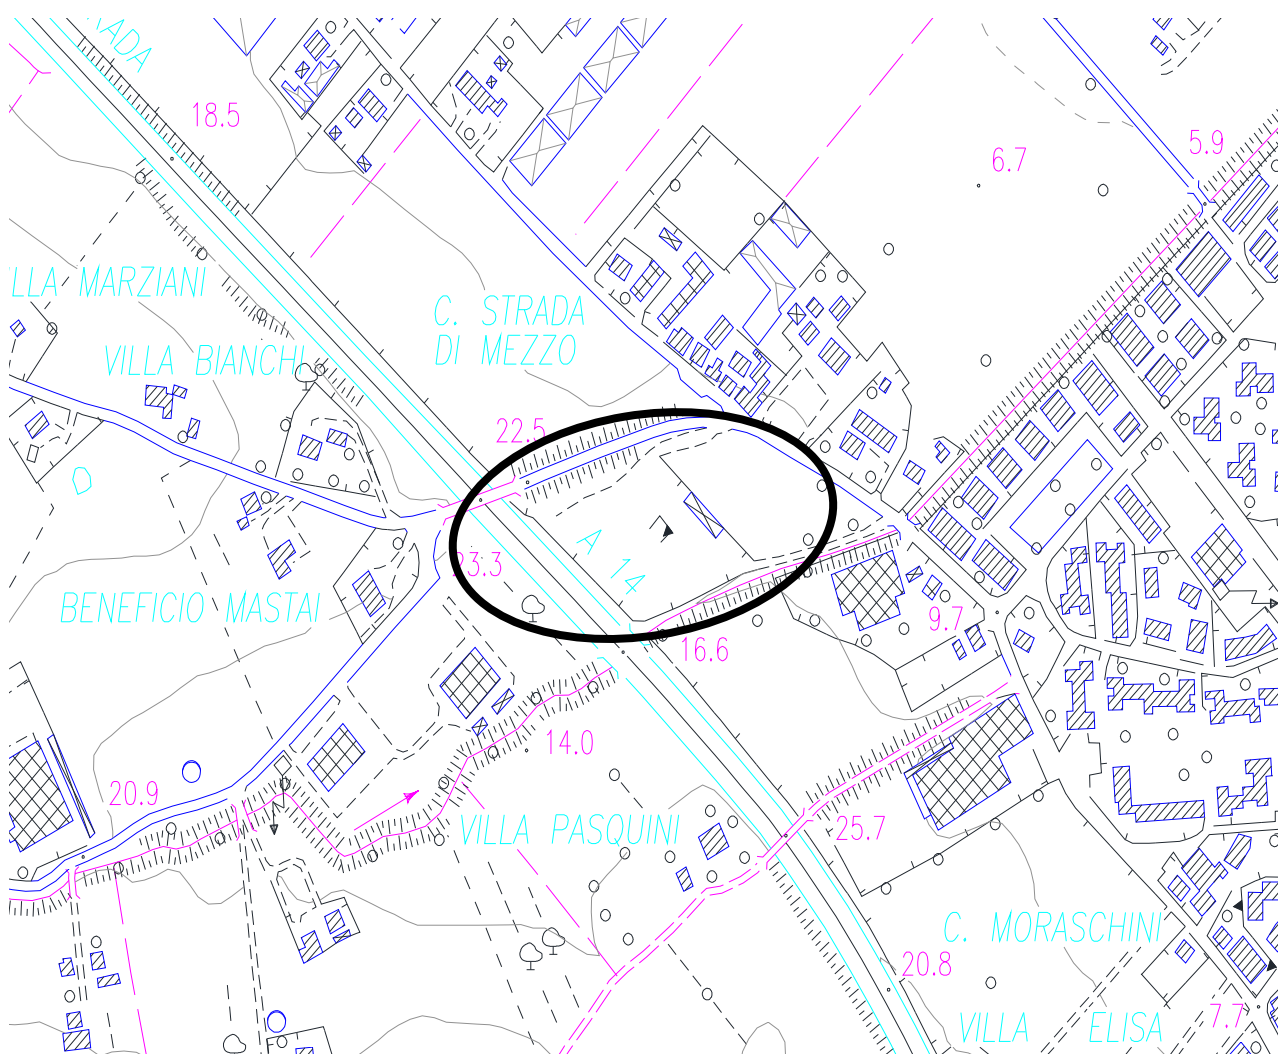 RADA
18.5
5.9
6.7
LLA MARZIANI
C. STRADA
DI MEZZO
VILLA BIANCHI
22.5
A 14
23.3
BENEFICIO MASTAI
9.7
16.6
14.0
20.9
VILLA PASQUINI
25.7
C. MORASCHINI
20.8
VILLA ELISA
7.7